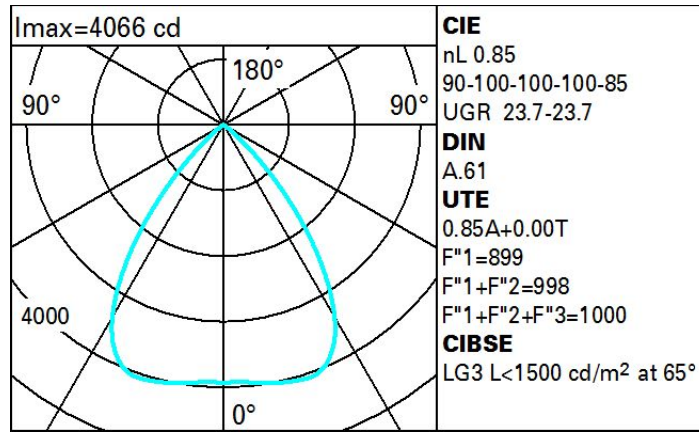 Imax=4066 cd
180°
90°
90°
4000
0°
CIE
nL 0.85
90-100-100-100-85
UGR 23.7-23.7
DIN
A.61
UTE
0.85A+0.00T
F"1=899
F"1+F"2=998
F"1+F"2+F"3=1000
CIBSE
LG3 L<1500 cd/m² at 65°